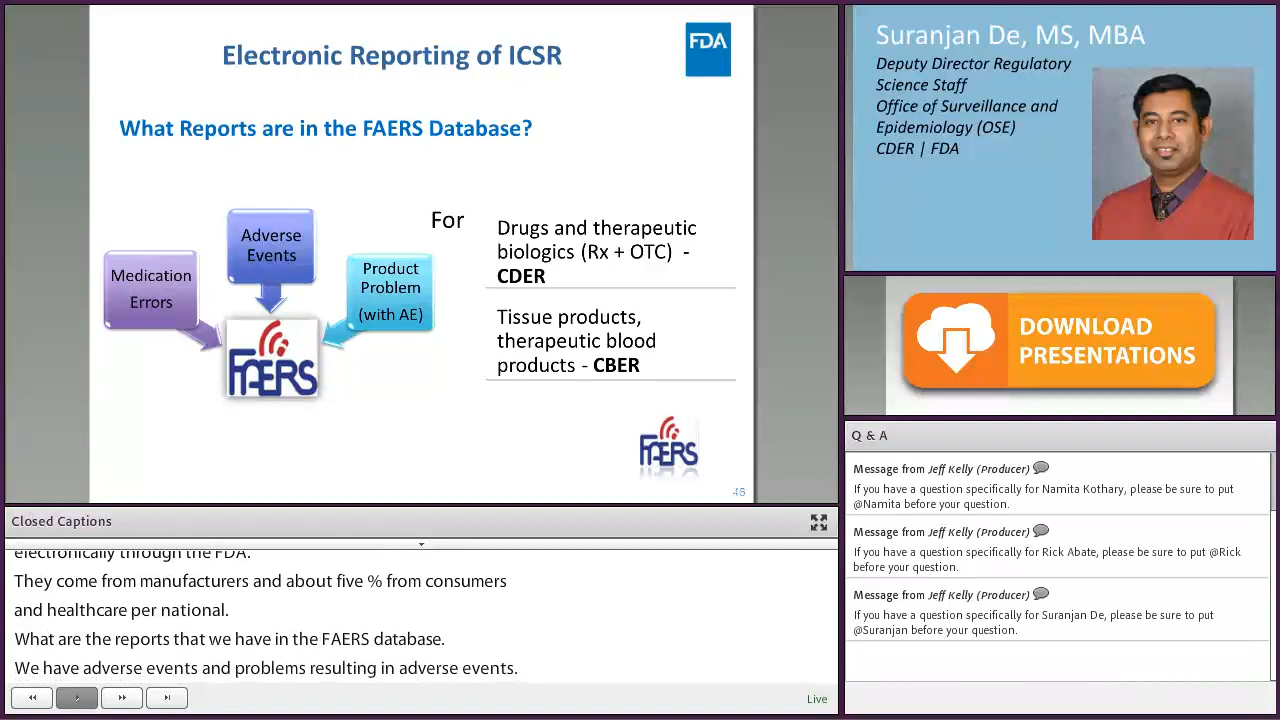 Electronic Reporting of ICSR
FDA
What Reports are in the FAERS Database?
Medication
Errors
Adverse
Events
Product
Problem
(with AE)
FAERS
For
Drugs and therapeutic
biologics (Rx + OTC) -
CDER
Tissue products,
therapeutic blood
products - CBER
FAERS
48
Closed Captions
electronically through the FDA.
They come from manufacturers and about five % from consumers
and healthcare per national.
What are the reports that we have in the FAERS database.
We have adverse events and problems resulting in adverse events.
Live
Suranjan De, MS, MBA
Deputy Director Regulatory
Science Staff
Office of Surveillance and
Epidemiology (OSE)
CDER | FDA
DOWNLOAD
PRESENTATIONS
Q & A
Message from Jeff Kelly (Producer)
If you have a question specifically for Namita Kothary, please be sure to put
@Namita before your question.
Message from Jeff Kelly (Producer)
If you have a question specifically for Rick Abate, please be sure to put @Rick
before your question.
Message from Jeff Kelly (Producer)
If you have a question specifically for Suranjan De, please be sure to put
@Suranjan before your question.